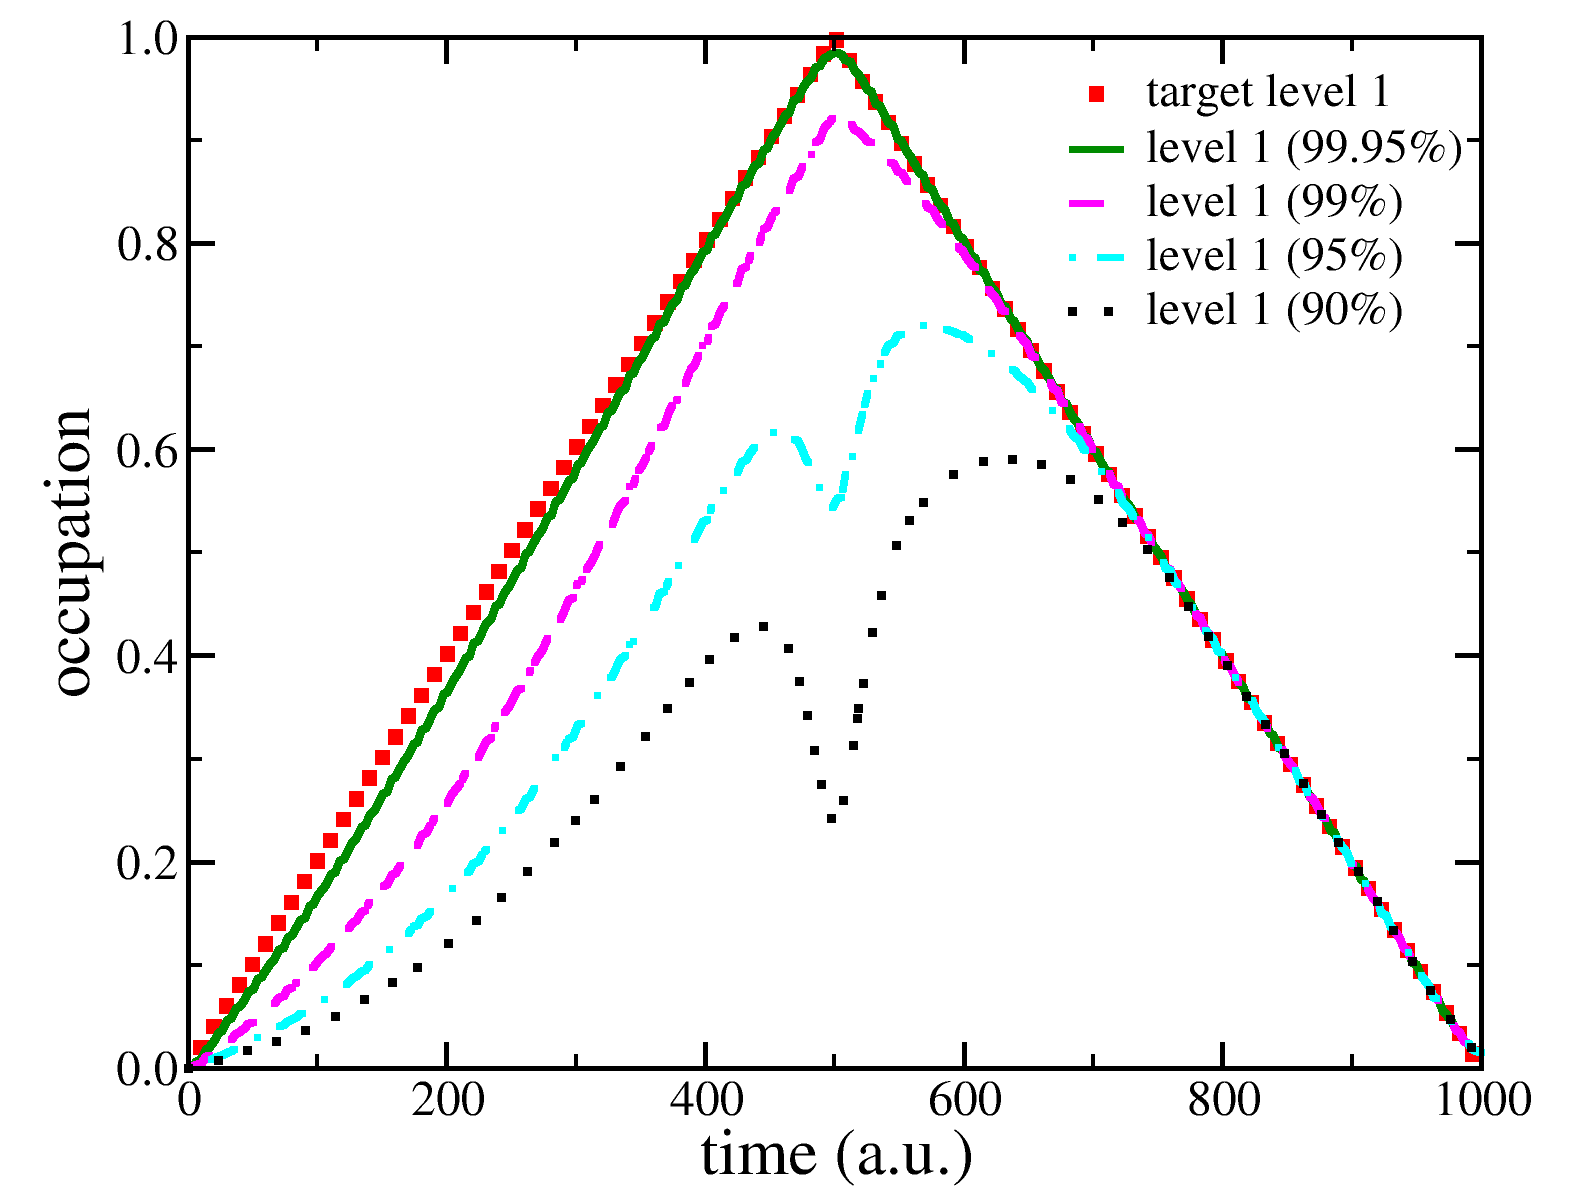 1.0
0.8
0.6
0.4
0.2
0.0
occupation
target level 1
level 1 (99.95%)
level 1 (99%)
level 1 (95%)
level 1 (90%)
0 200 400 600 800 1000
time (a.u.)